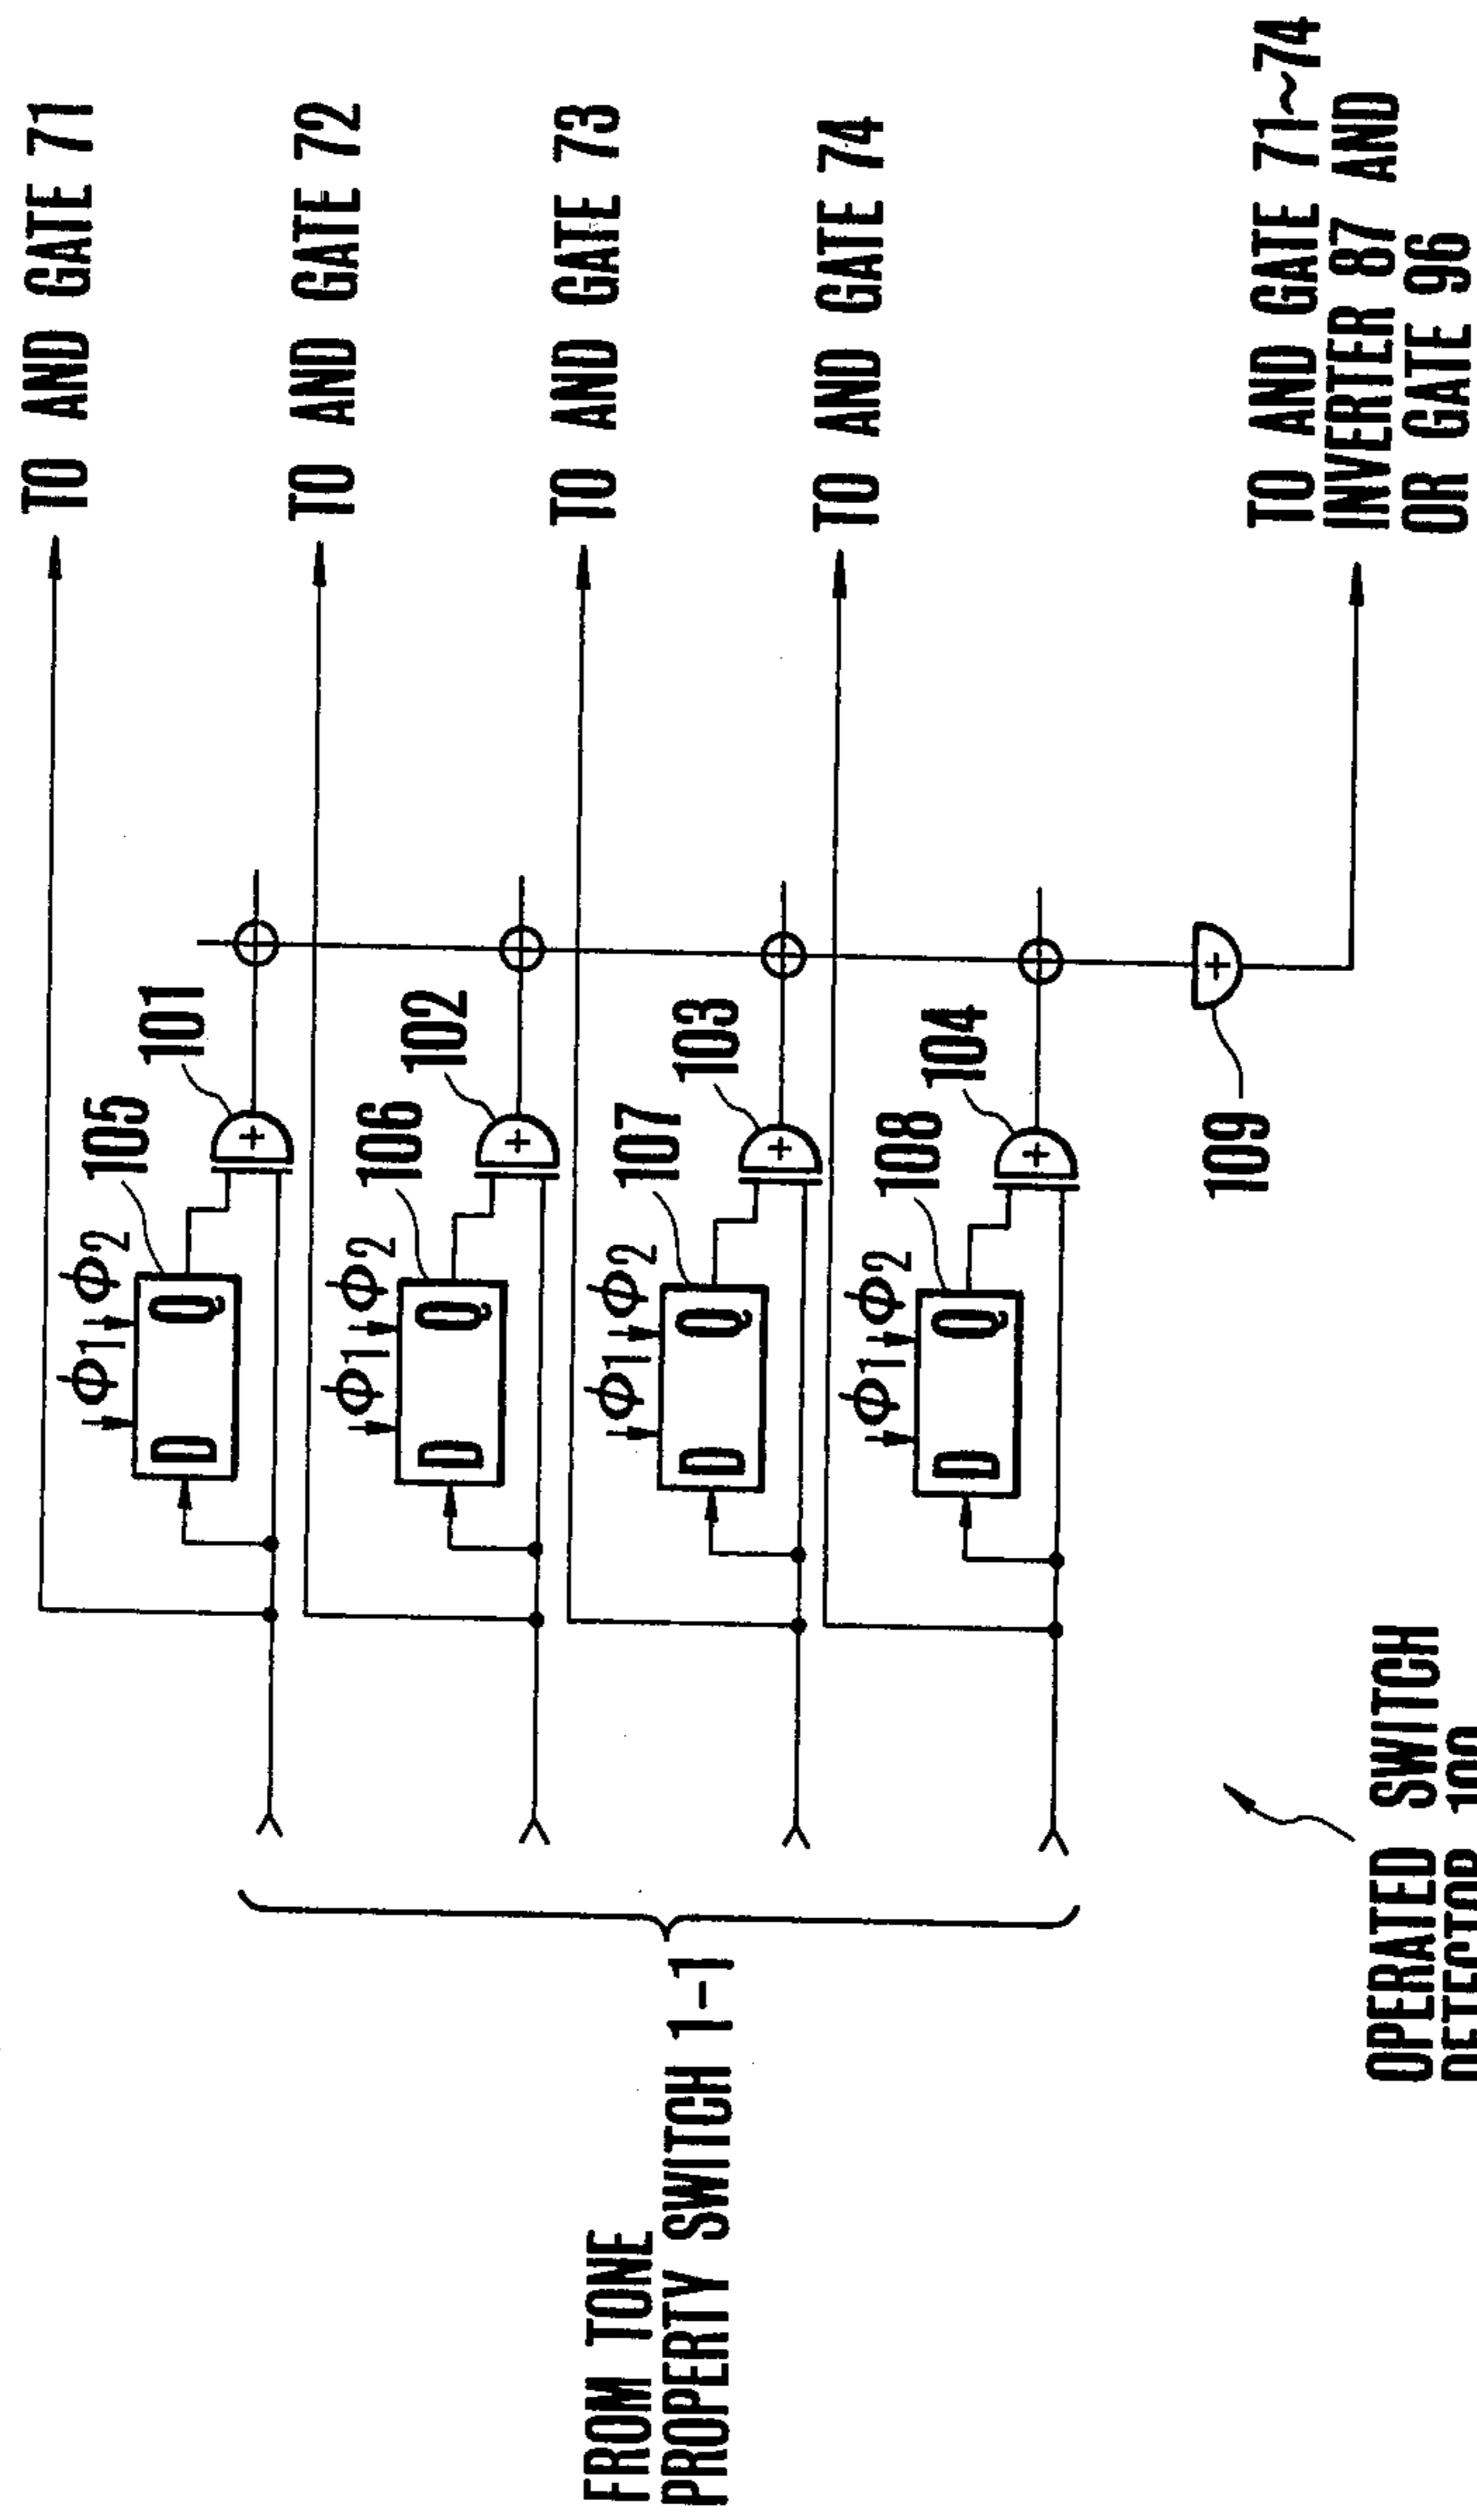 TO AND GATE 71
φ1 φ2
105
101
D Q
TO AND GATE 72
φ1 φ2
106
102
D Q
FROM TONE
PROPERTY SWITCH 1-1
TO AND GATE 73
φ1 φ2
107
103
D Q
TO AND GATE 74
φ1 φ2
108
104
D Q
109
TO AND GATE 71~74
INVERTER 87 AND
OR GATE 96
OPERATED SWITCH
DETECTOR 100